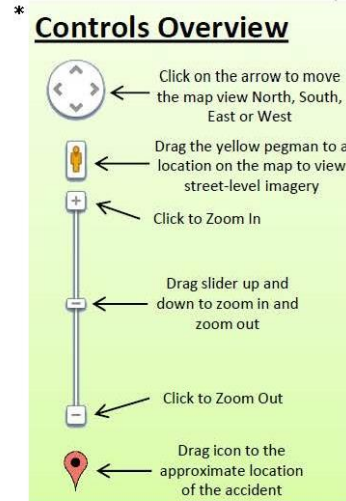 *
Controls Overview
Click on the arrow to move
the map view North, South,
East or West
Drag the yellow pegman to a
location on the map to view
street-level imagery
+
Click to Zoom In
Drag slider up and
down to zoom in and
zoom out
Click to Zoom Out
Drag icon to the
approximate location
of the accident